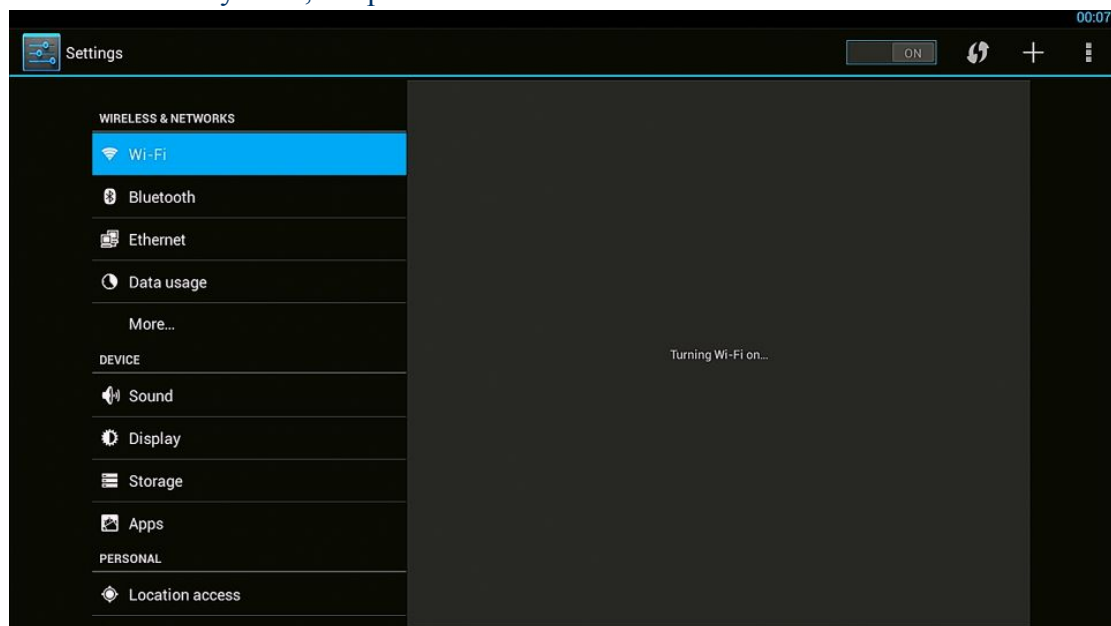 00:07
Settings
ON
WIRELESS & NETWORKS
Wi-Fi
Bluetooth
Ethernet
Data usage
More...
DEVICE
Turning Wi-Fi on...
Sound
Display
Storage
Apps
PERSONAL
Location access